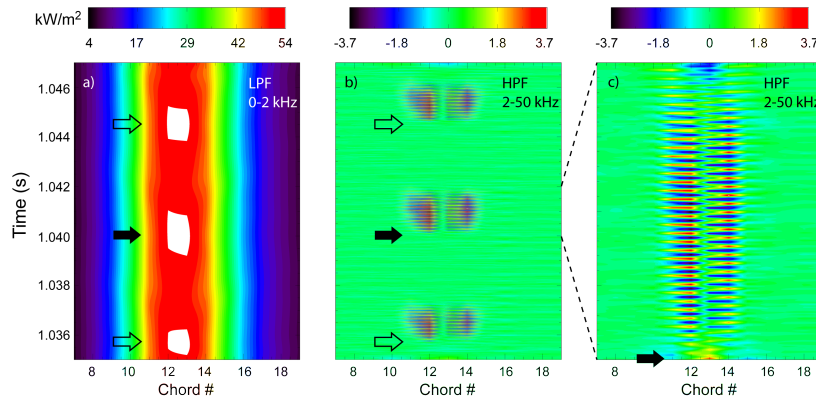 kW/m²
4 17 29 42 54
-3.7 -1.8 0 1.8 3.7
-3.7 -1.8 0 1.8 3.7
a)
LPF
0-2 kHz
b)
HPF
2-50 kHz
c)
HPF
2-50 kHz
Time (s)
1.046
1.044
1.042
1.040
1.038
1.036
8 10 12 14 16 18
8 10 12 14 16 18
8 10 12 14 16 18
Chord #
Chord #
Chord #